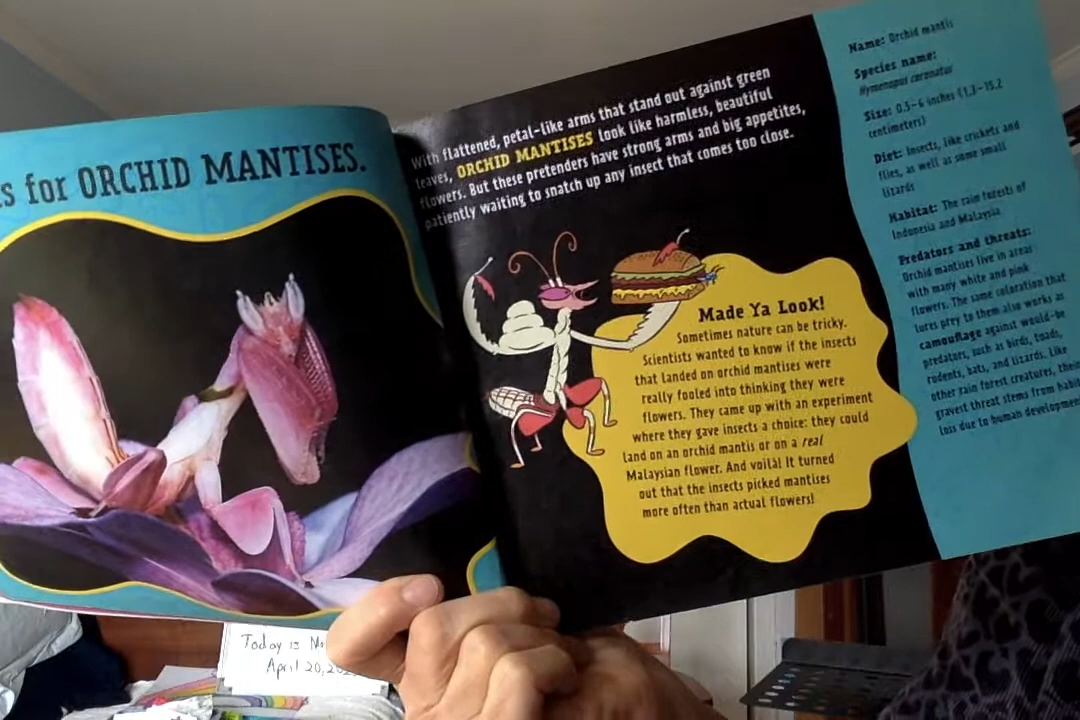 s for ORCHID MANTISES.
With flattened, petal-like arms that stand out against green
leaves, ORCHID MANTISES look like harmless, beautiful
flowers. But these pretenders have strong arms and big appetites,
patiently waiting to snatch up any insect that comes too close.
Made Ya Look!
Sometimes nature can be tricky.
Scientists wanted to know if the insects
that landed on orchid mantises were
really fooled into thinking they were
flowers. They came up with an experiment
where they gave insects a choice: they could
land on an orchid mantis or on a real
Malaysian flower. And voilà! It turned
out that the insects picked mantises
more often than actual flowers!
Name: Orchid mantis
Species name:
Hymenopus coronatus
Size: 0.5–6 inches (1.3–15.2
centimeters)
Diet: Insects, like crickets and
flies, as well as some small
lizards
Habitat: The rain forests of
Indonesia and Malaysia
Predators and threats:
Orchid mantises live in areas
with many white and pink
flowers. The same coloration that
lures prey to them also works as
camouflage against would-be
predators, such as birds, toads,
rodents, bats, and lizards. Like
other rain forest creatures, their
gravest threat stems from habitat
loss due to human development
Today is
April 20,